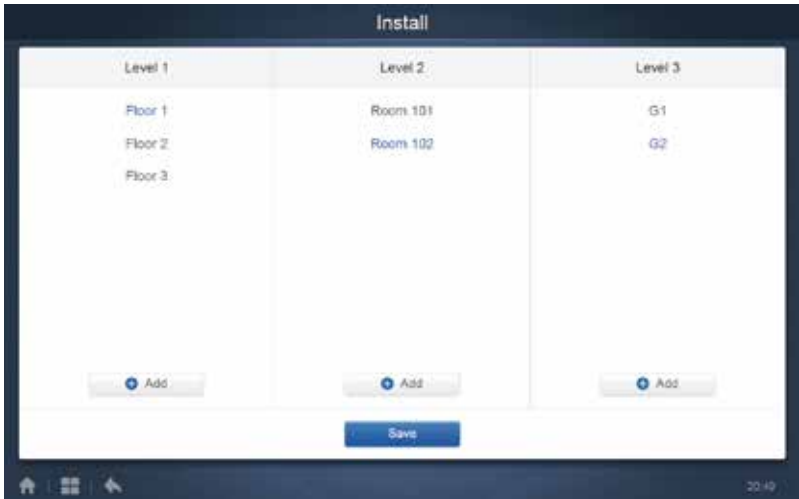 Install
Level 1 Level 2 Level 3
Floor 1 Room 101 G1
Floor 2 Room 102 G2
Floor 3
Add Add Add
Save
20:49